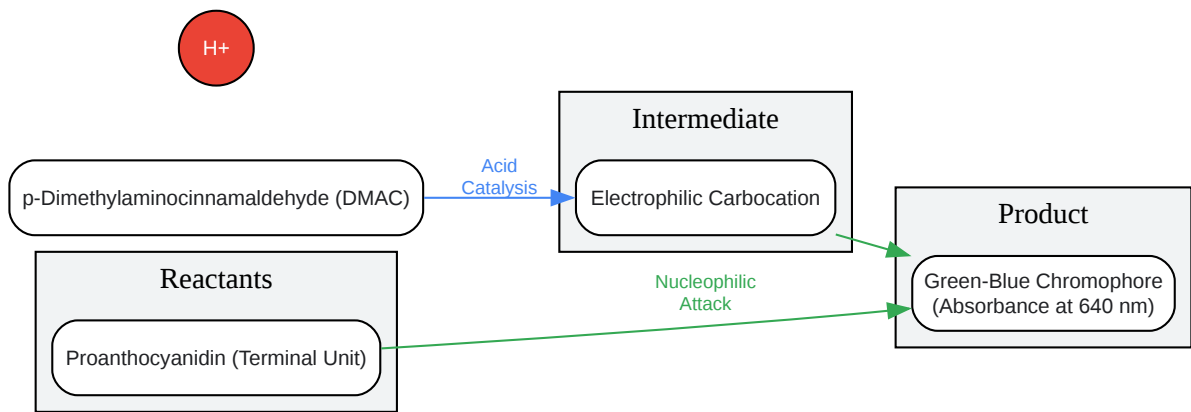 H+
Intermediate
p-Dimethylaminocinnamaldehyde (DMAC)
Acid
Catalysis
Electrophilic Carbocation
Product
Reactants
Green-Blue Chromophore
(Absorbance at 640 nm)
Nucleophilic
Attack
Proanthocyanidin (Terminal Unit)